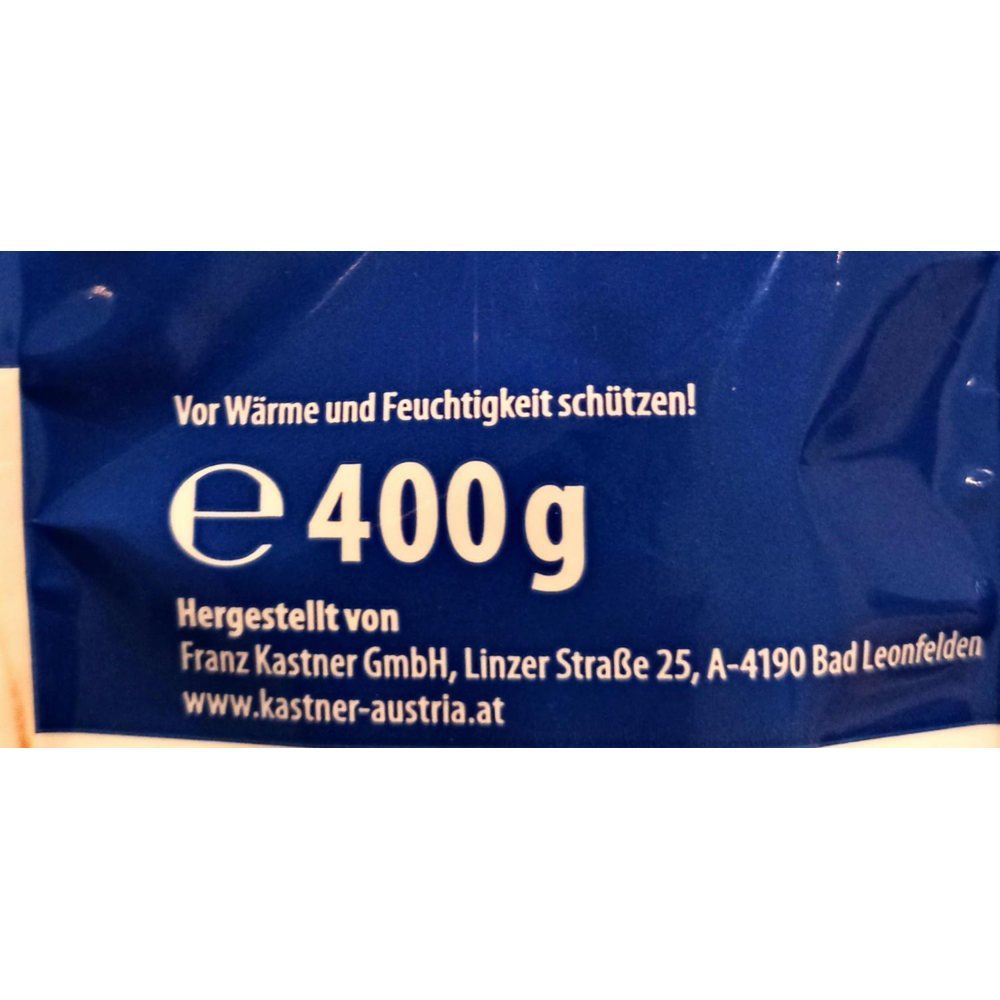 Vor Wärme und Feuchtigkeit schützen!
℮ 400 g
Hergestellt von
Franz Kastner GmbH, Linzer Straße 25, A-4190 Bad Leonfelden
www.kastner-austria.at